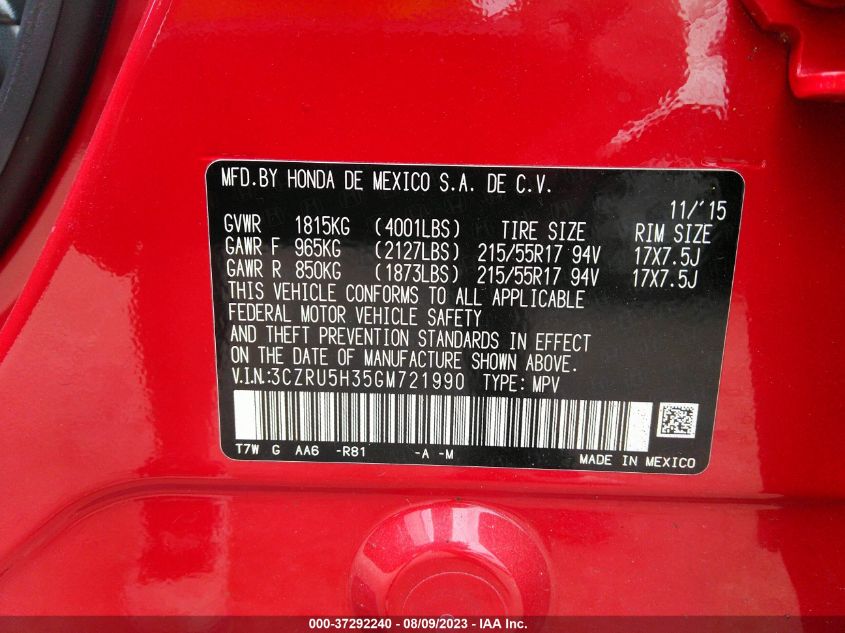 MFD.BY HONDA DE MEXICO S.A. DE C.V.
11/'15
GVWR 1815KG (4001LBS) TIRE SIZE RIM SIZE
GAWR F 965KG (2127LBS) 215/55R17 94V 17X7.5J
GAWR R 850KG (1873LBS) 215/55R17 94V 17X7.5J
THIS VEHICLE CONFORMS TO ALL APPLICABLE
FEDERAL MOTOR VEHICLE SAFETY
AND THEFT PREVENTION STANDARDS IN EFFECT
ON THE DATE OF MANUFACTURE SHOWN ABOVE.
V.I.N:3CZRU5H35GM721990 TYPE: MPV
T7W G AA6 -R81 -A -M
MADE IN MEXICO
000-37292240 - 08/09/2023 - IAA Inc.